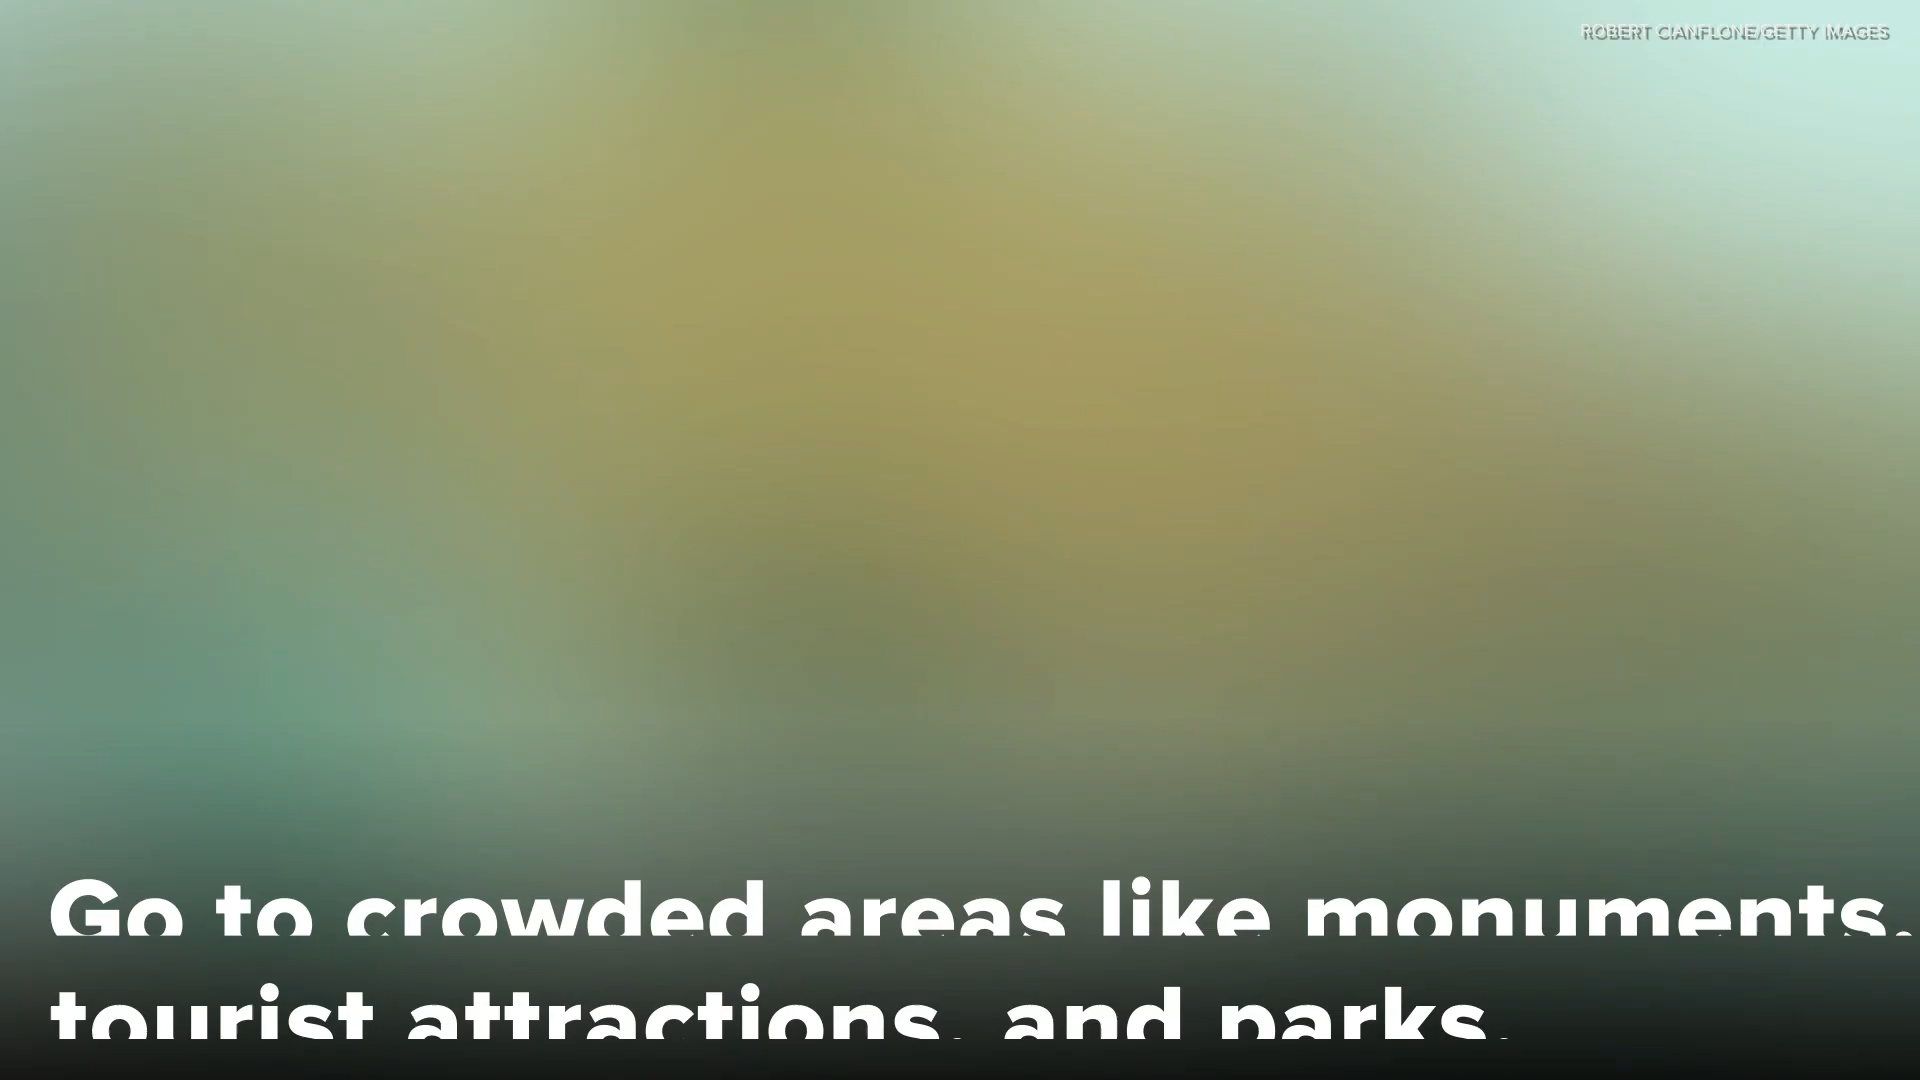 ROBERT CIANFLONE/GETTY IMAGES
Go to crowded areas like monuments,
tourist attractions, and parks.